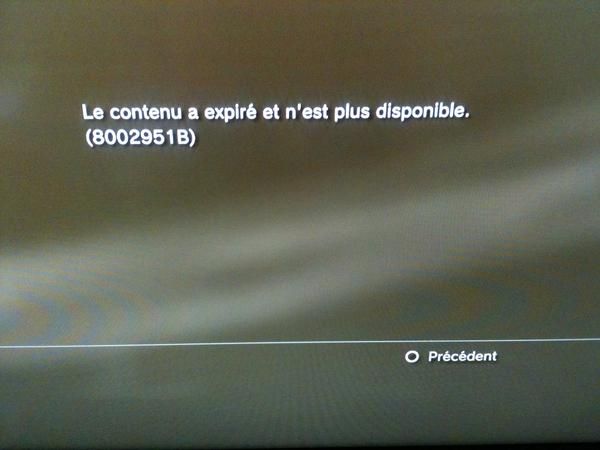 Le contenu a expiré et n'est plus disponible.
(8002951B)
Précédent